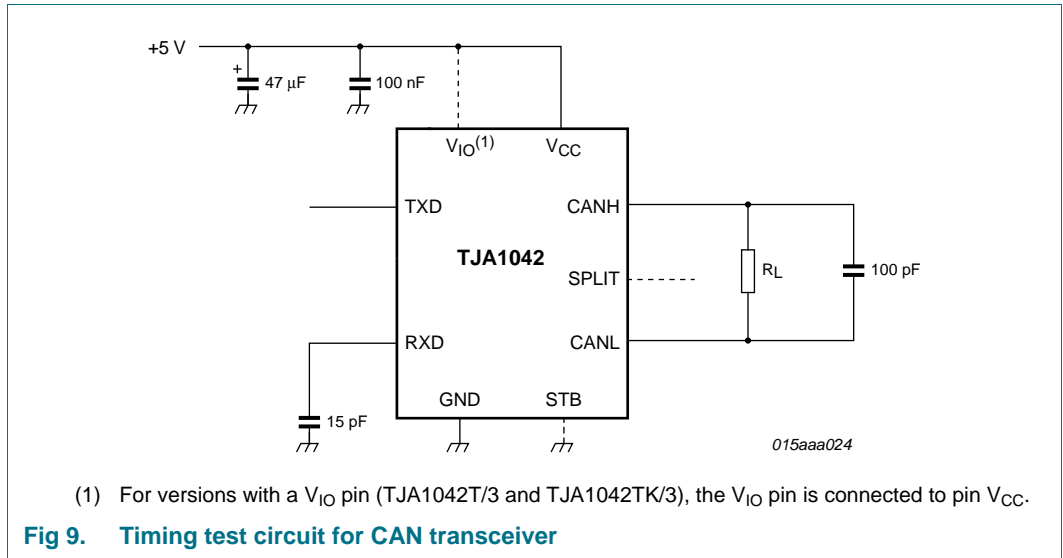 +5 V
+
47 μF
100 nF
VIO(1)
VCC
TXD
CANH
TJA1042
SPLIT
RL
100 pF
RXD
CANL
GND
STB
15 pF
015aaa024
(1) For versions with a VIO pin (TJA1042T/3 and TJA1042TK/3), the VIO pin is connected to pin VCC.
Fig 9. Timing test circuit for CAN transceiver